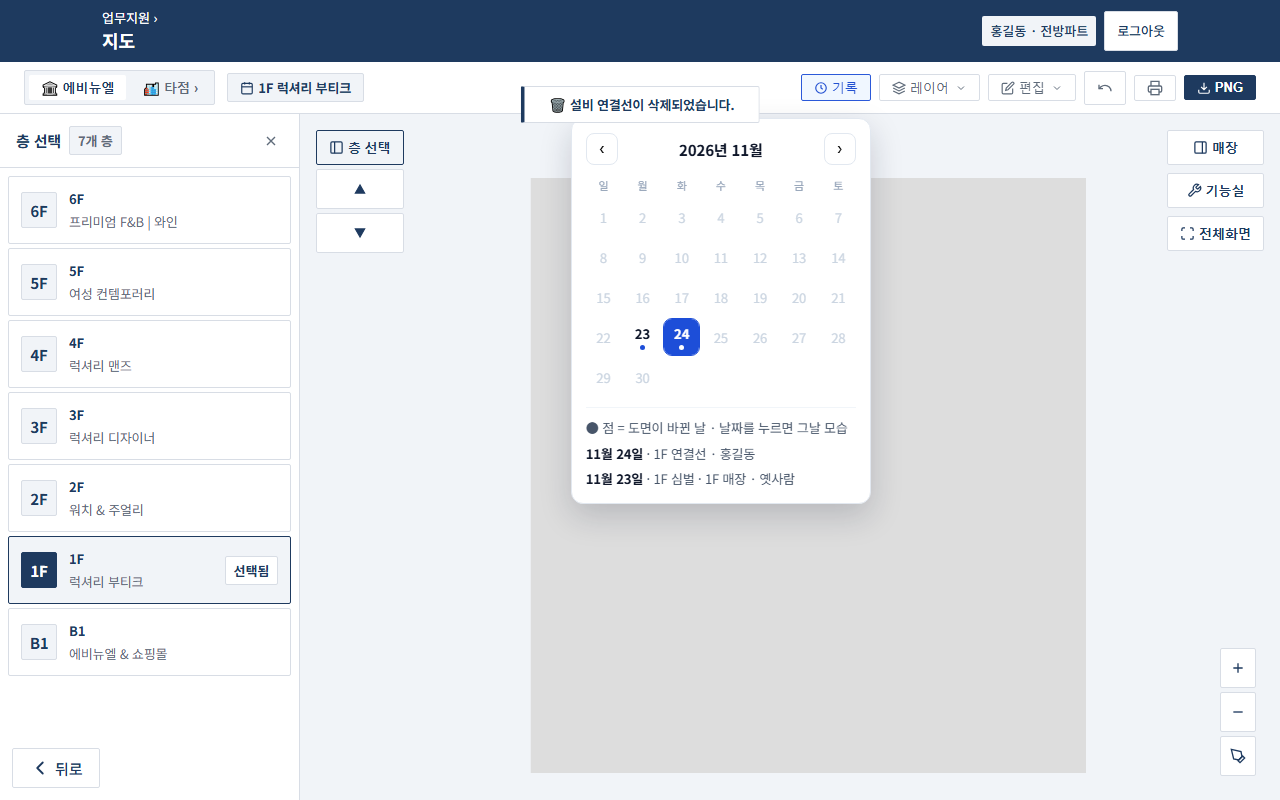 업무지원 ›
지도
홍길동 · 전방파트
로그아웃
🏛️ 에비뉴엘
🏙️ 타점 ›
1F 럭셔리 부티크
🗑️ 설비 연결선이 삭제되었습니다.
기록
레이어
편집
PNG
층 선택
7개 층
6F
6F
프리미엄 F&B | 와인
5F
5F
여성 컨템포러리
4F
4F
럭셔리 맨즈
3F
3F
럭셔리 디자이너
2F
2F
워치 & 주얼리
1F
1F
럭셔리 부티크
선택됨
B1
B1
에비뉴엘 & 쇼핑몰
뒤로
층 선택
▲
▼
‹ 2026년 11월 ›
일 월 화 수 목 금 토
1 2 3 4 5 6 7
8 9 10 11 12 13 14
15 16 17 18 19 20 21
22 23 24 25 26 27 28
29 30
● 점 = 도면이 바뀐 날 · 날짜를 누르면 그날 모습
11월 24일 · 1F 연결선 · 홍길동
11월 23일 · 1F 심벌 · 1F 매장 · 옛사람
매장
기능실
전체화면
+
−